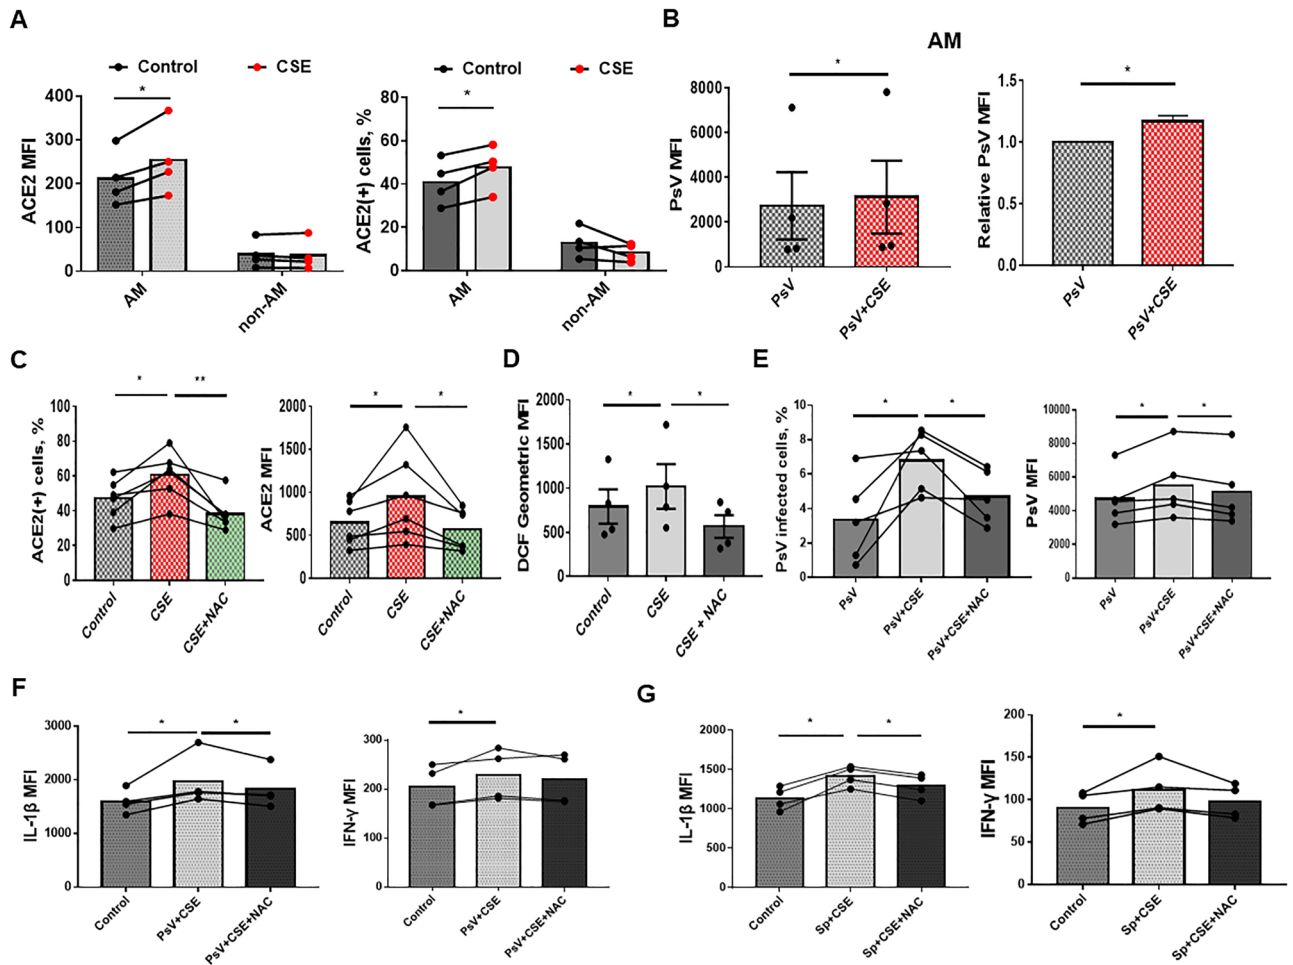 A
Control CSE
ACE2 MFI
400
300
200
100
0
*
AM non-AM
Control CSE
ACE2(+) cells, %
80
60
40
20
0
*
AM non-AM
B
AM
PsV MFI
8000
6000
4000
2000
0
*
PsV PsV+CSE
Relative PsV MFI
1.5
1.0
0.5
0.0
*
PsV PsV+CSE
C
ACE2(+) cells, %
100
80
60
40
20
0
* **
Control CSE CSE+NAC
ACE2 MFI
2000
1500
1000
500
0
* *
Control CSE CSE+NAC
D
DCF Geometric MFI
2000
1500
1000
500
0
* *
Control CSE CSE + NAC
E
PsV infected cells, %
10
8
6
4
2
0
* *
PsV PsV+CSE PsV+CSE+NAC
PsV MFI
10000
8000
6000
4000
2000
0
* *
PsV PsV+CSE PsV+CSE+NAC
F
IL-1β MFI
3000
2000
1000
0
* *
Control PsV+CSE PsV+CSE+NAC
IFN-γ MFI
300
200
100
0
*
Control PsV+CSE PsV+CSE+NAC
G
IL-1β MFI
2000
1500
1000
500
0
* *
Control Sp+CSE Sp+CSE+NAC
IFN-γ MFI
200
150
100
50
0
*
Control Sp+CSE Sp+CSE+NAC